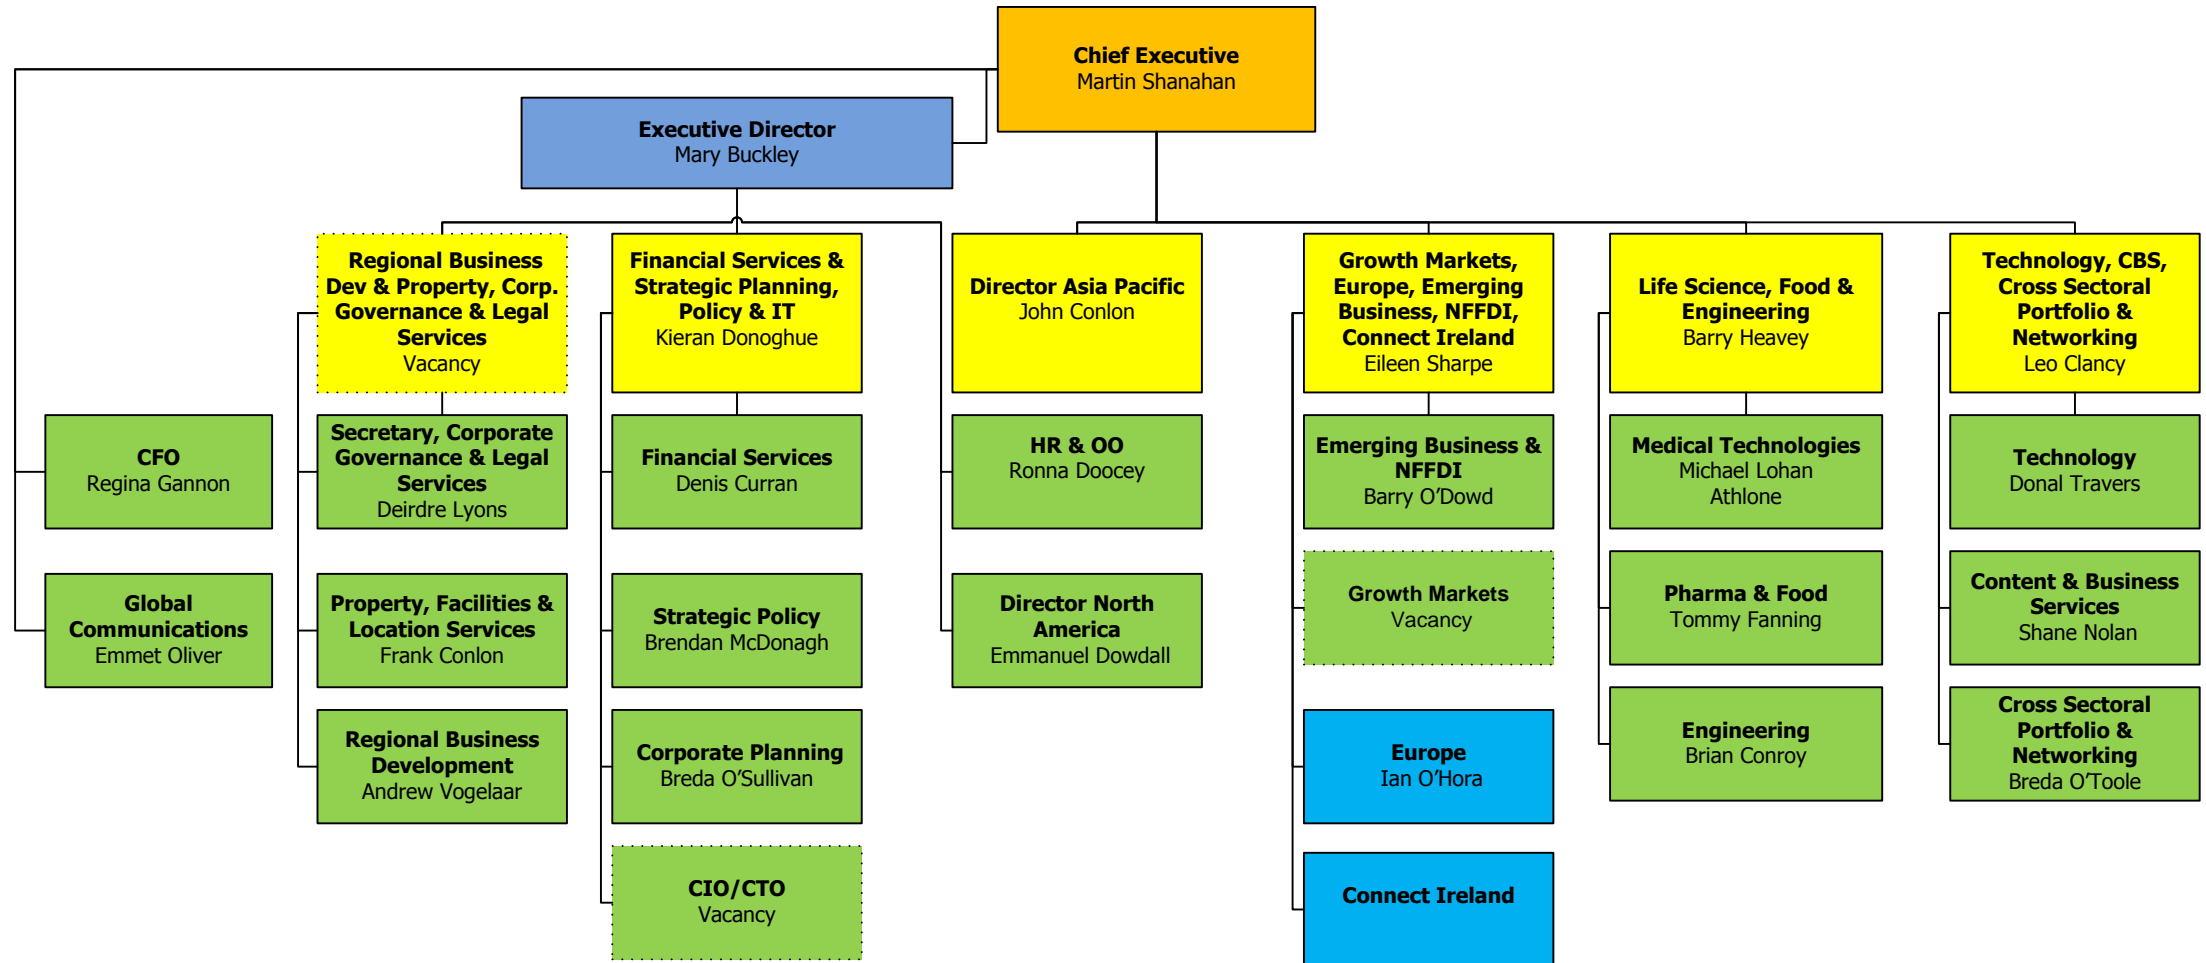 Chief Executive
Martin Shanahan
Executive Director
Mary Buckley
Regional Business
Dev & Property, Corp.
Governance & Legal
Services
Vacancy
Financial Services &
Strategic Planning,
Policy & IT
Kieran Donoghue
Director Asia Pacific
John Conlon
Growth Markets,
Europe, Emerging
Business, NFFDI,
Connect Ireland
Eileen Sharpe
Life Science, Food &
Engineering
Barry Heavey
Technology, CBS,
Cross Sectoral
Portfolio &
Networking
Leo Clancy
CFO
Regina Gannon
Secretary, Corporate
Governance & Legal
Services
Deirdre Lyons
Financial Services
Denis Curran
HR & OO
Ronna Doocey
Emerging Business &
NFFDI
Barry O’Dowd
Medical Technologies
Michael Lohan
Athlone
Technology
Donal Travers
Global
Communications
Emmet Oliver
Property, Facilities &
Location Services
Frank Conlon
Strategic Policy
Brendan McDonagh
Director North
America
Emmanuel Dowdall
Growth Markets
Vacancy
Pharma & Food
Tommy Fanning
Content & Business
Services
Shane Nolan
Regional Business
Development
Andrew Vogelaar
Corporate Planning
Breda O’Sullivan
Europe
Ian O’Hora
Engineering
Brian Conroy
Cross Sectoral
Portfolio &
Networking
Breda O’Toole
CIO/CTO
Vacancy
Connect Ireland